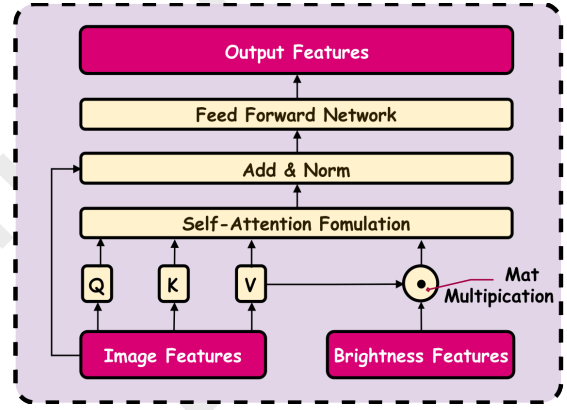 Output Features
Feed Forward Network
Add & Norm
Self-Attention Fomulation
Q
K
V
Mat
Multipication
Image Features
Brightness Features